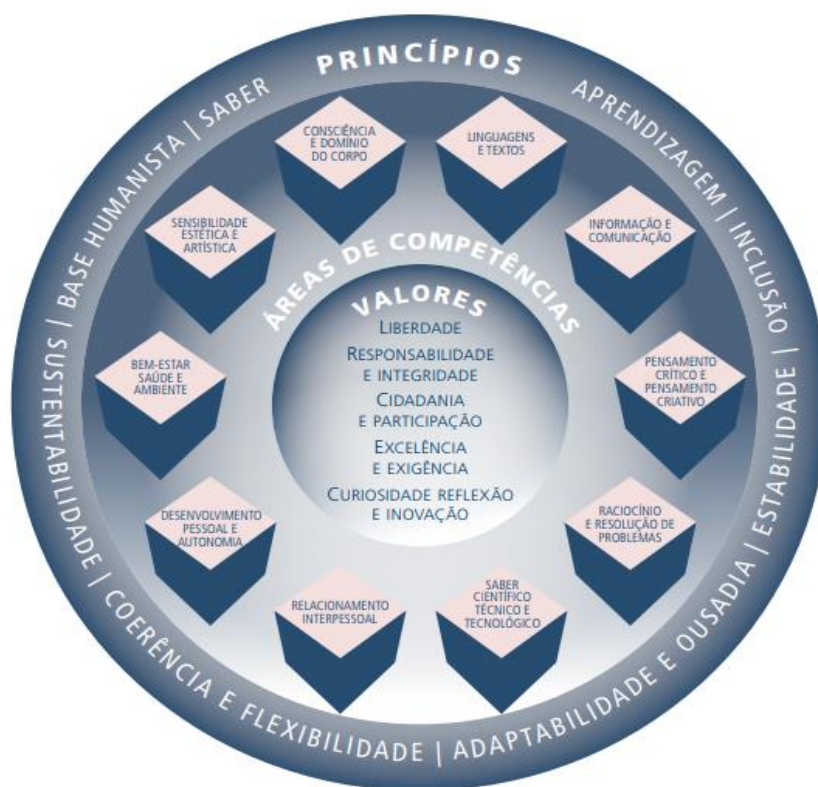 PRINCÍPIOS
APRENDIZAGEM | INCLUSÃO | ESTABILIDADE | ADAPTABILIDADE E OUSADIA | COERÊNCIA E FLEXIBILIDADE | SUSTENTABILIDADE | BASE HUMANISTA | SABER
CONSCIÊNCIA
E DOMÍNIO
DO CORPO
LINGUAGENS
E TEXTOS
SENSIBILIDADE
ESTÉTICA E
ARTÍSTICA
INFORMAÇÃO E
COMUNICAÇÃO
ÁREAS DE COMPETÊNCIAS
VALORES
LIBERDADE
RESPONSABILIDADE
E INTEGRIDADE
CIDADANIA
E PARTICIPAÇÃO
EXCELÊNCIA
E EXIGÊNCIA
CURIOSIDADE REFLEXÃO
E INOVAÇÃO
BEM-ESTAR
SAÚDE E
AMBIENTE
PENSAMENTO
CRÍTICO E
PENSAMENTO
CRIATIVO
DESENVOLVIMENTO
PESSOAL E
AUTONOMIA
RACIOCÍNIO
E RESOLUÇÃO DE
PROBLEMAS
RELACIONAMENTO
INTERPESSOAL
SABER
CIENTÍFICO
TÉCNICO E
TECNOLÓGICO